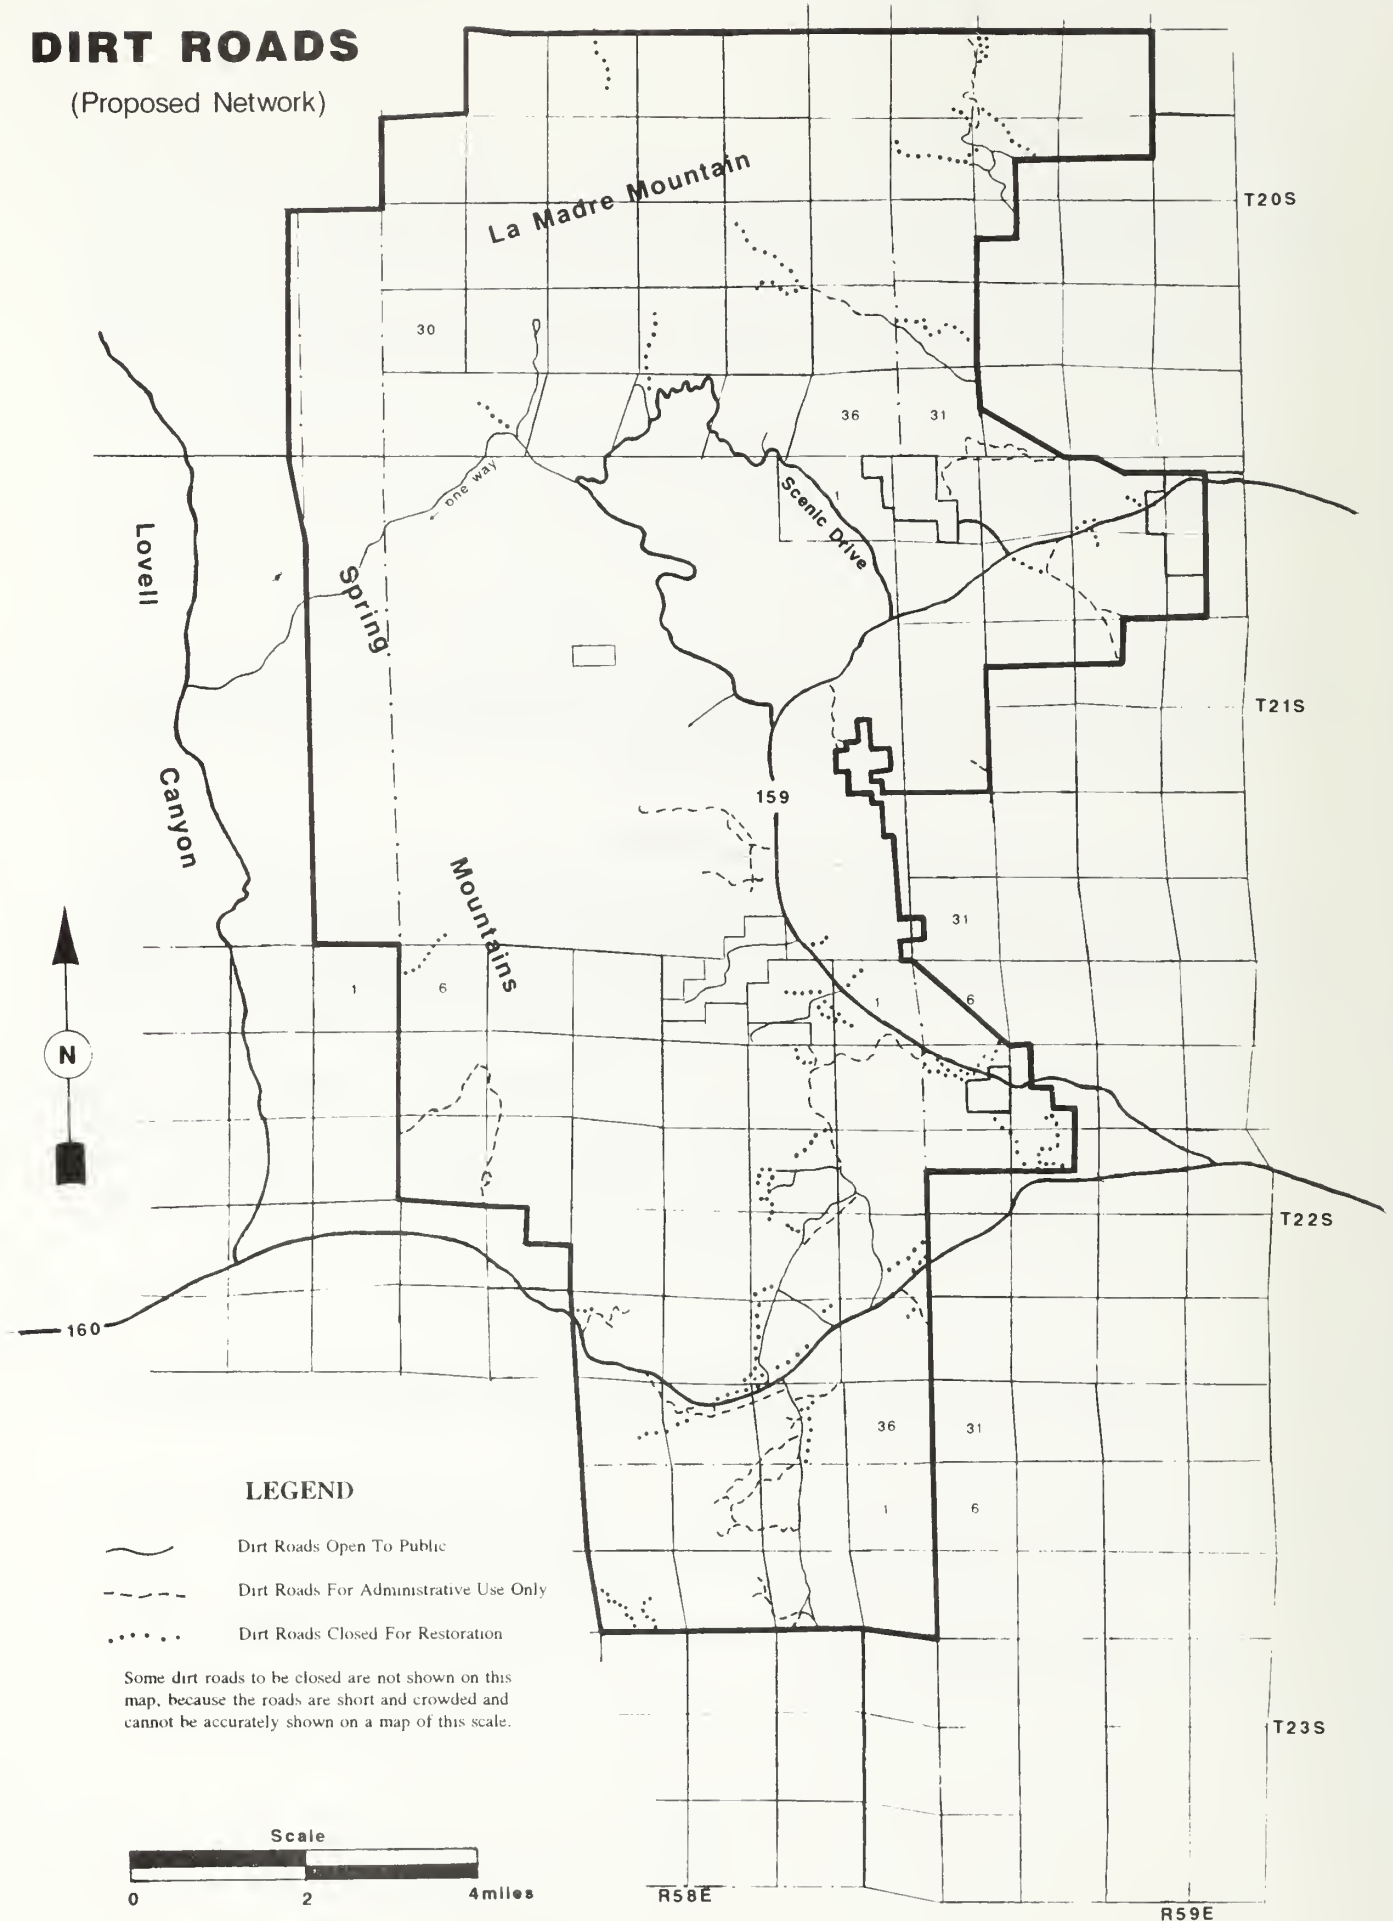 DIRT ROADS
(Proposed Network)
La Madre Mountain
T20S
30
36
31
one way
1
Scenic Drive
Lovell
Spring
T21S
Canyon
159
Mountains
31
1
6
1
6
N
T22S
160
36
31
1
6
LEGEND
Dirt Roads Open To Public
Dirt Roads For Administrative Use Only
Dirt Roads Closed For Restoration
Some dirt roads to be closed are not shown on this
map, because the roads are short and crowded and
cannot be accurately shown on a map of this scale.
T23S
Scale
0 2 4miles
R58E
R59E